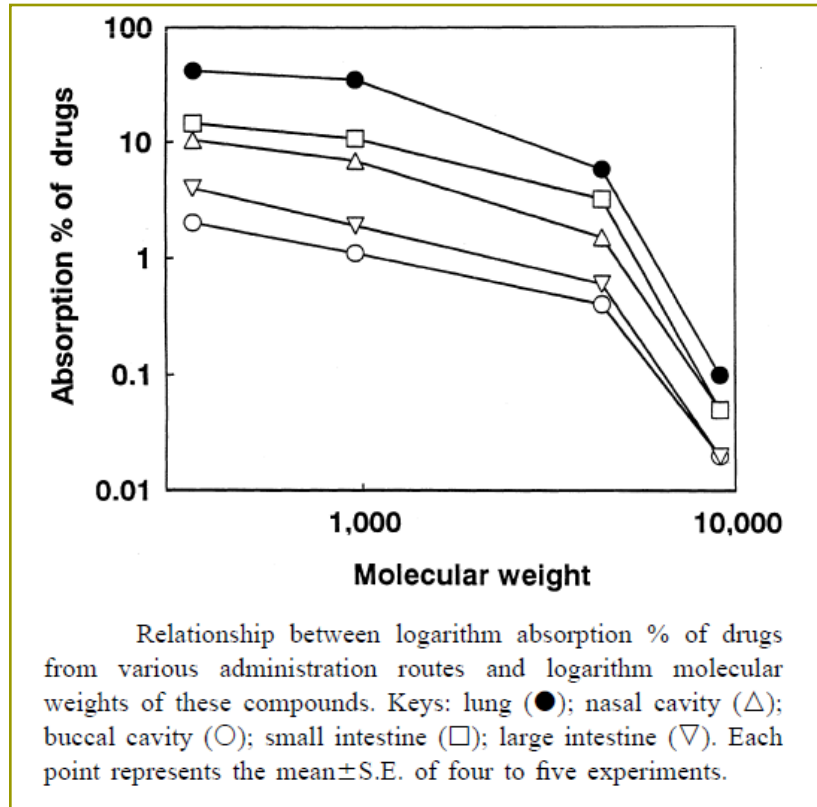 100
10
1
0.1
0.01
Absorption % of drugs
1,000
10,000
Molecular weight
Relationship between logarithm absorption % of drugs
from various administration routes and logarithm molecular
weights of these compounds. Keys: lung (●); nasal cavity (△);
buccal cavity (○); small intestine (□); large intestine (▽). Each
point represents the mean±S.E. of four to five experiments.